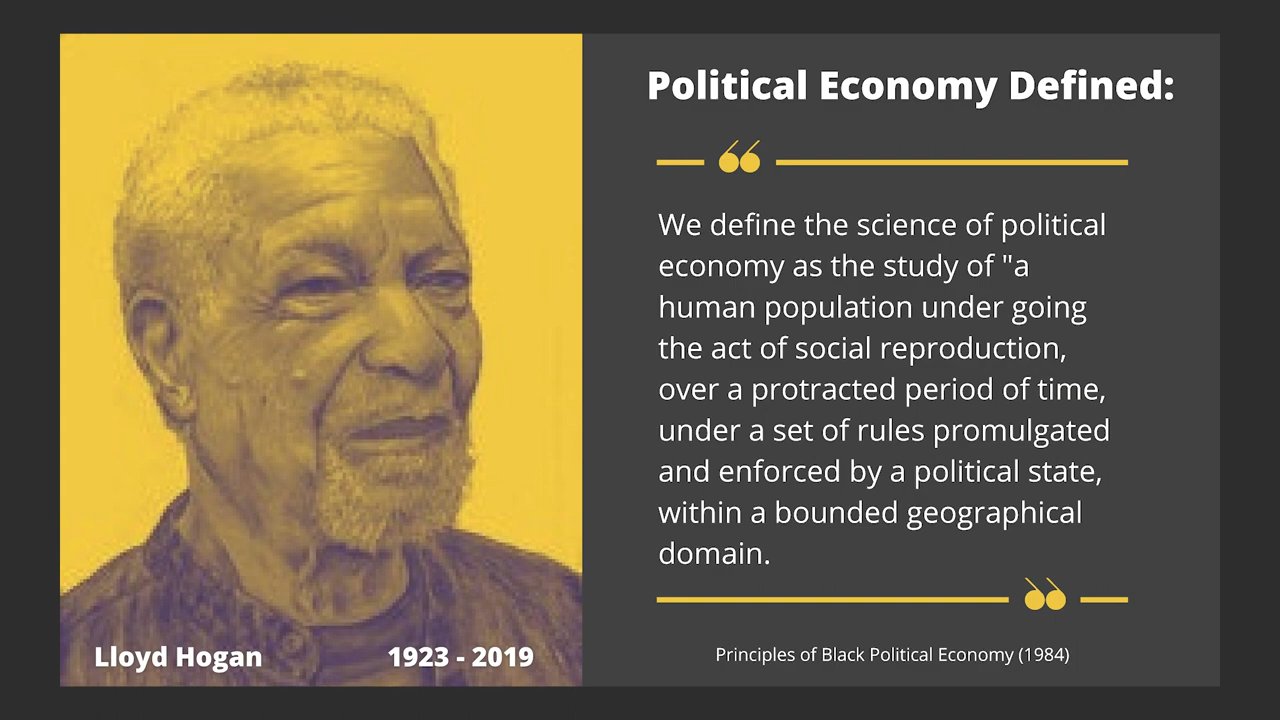 Political Economy Defined:
We define the science of political
economy as the study of "a
human population under going
the act of social reproduction,
over a protracted period of time,
under a set of rules promulgated
and enforced by a political state,
within a bounded geographical
domain.
Lloyd Hogan 1923 - 2019
Principles of Black Political Economy (1984)